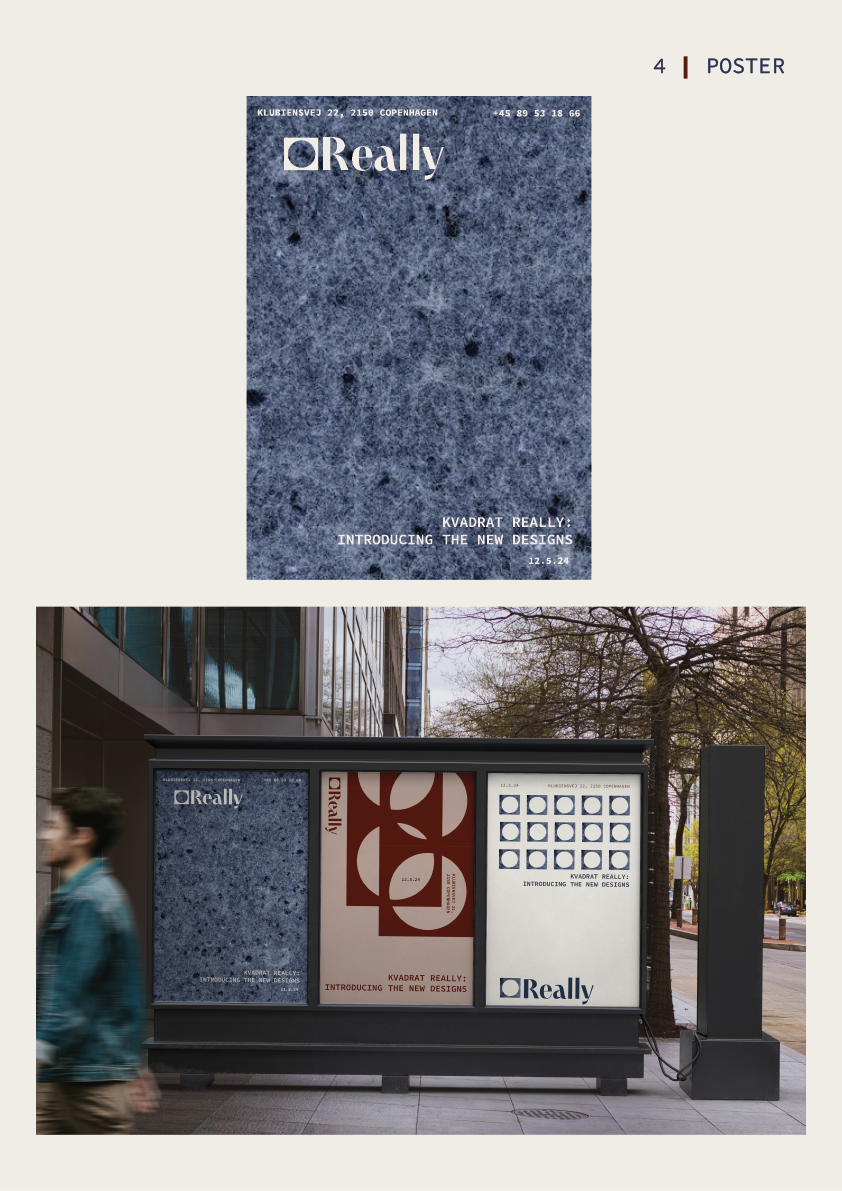 4 | POSTER
KLUBIENSVEJ 22, 2150 COPENHAGEN
+45 89 53 18 66
Really
KVADRAT REALLY:
INTRODUCING THE NEW DESIGNS
12.5.24
KLUBIENSVEJ 22, 2150 COPENHAGEN
+45 89 53 18 66
Really
KVADRAT REALLY:
INTRODUCING THE NEW DESIGNS
12.5.24
Really
12.5.24
KLUBIENSVEJ 22,
2150 COPENHAGEN
KVADRAT REALLY:
INTRODUCING THE NEW DESIGNS
12.5.24
KLUBIENSVEJ 22, 2150 COPENHAGEN
KVADRAT REALLY:
INTRODUCING THE NEW DESIGNS
Really